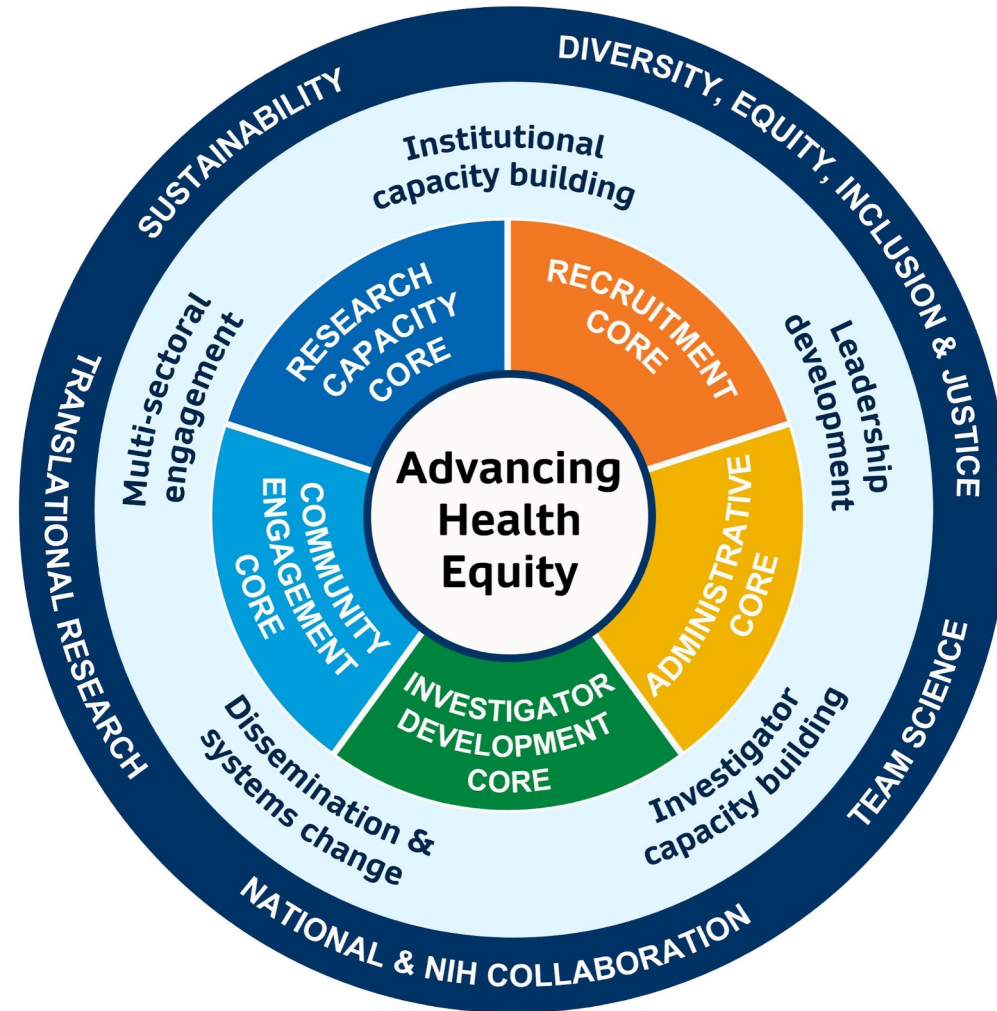 SUSTAINABILITY
DIVERSITY, EQUITY, INCLUSION & JUSTICE
TEAM SCIENCE
NATIONAL & NIH COLLABORATION
TRANSLATIONAL RESEARCH
Institutional
capacity building
Leadership
development
Investigator
capacity building
Dissemination &
systems change
Multi-sectoral
engagement
RESEARCH
CAPACITY
CORE
RECRUITMENT
CORE
ADMINISTRATIVE
CORE
INVESTIGATOR
DEVELOPMENT
CORE
COMMUNITY
ENGAGEMENT
CORE
Advancing
Health
Equity